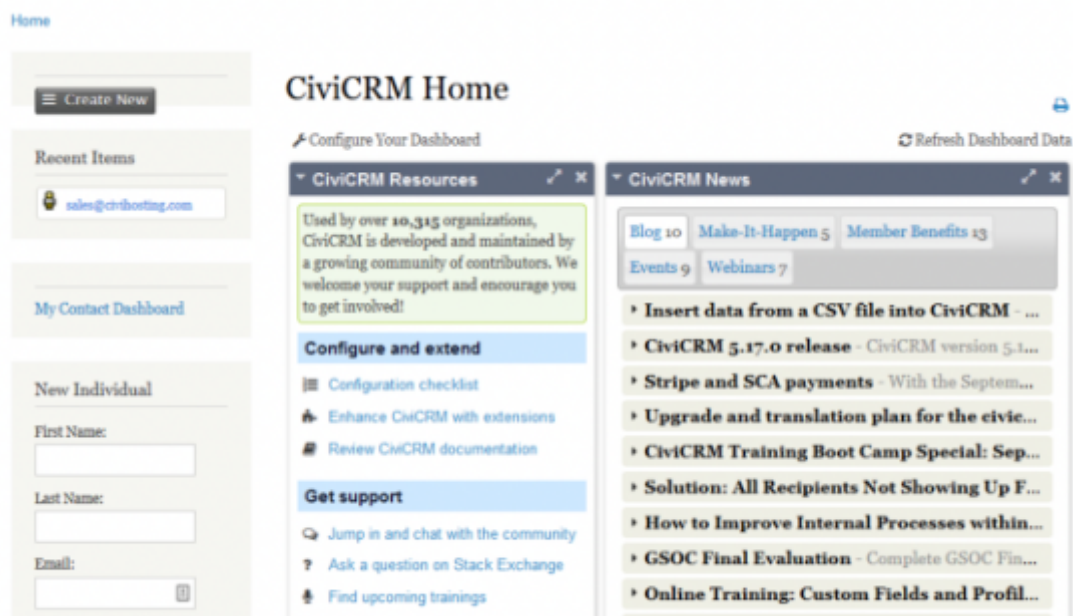 Home
Create New
Recent Items
sales@civihosting.com
My Contact Dashboard
New Individual
First Name:
Last Name:
Email:
CiviCRM Home
Configure Your Dashboard
Refresh Dashboard Data
CiviCRM Resources
Used by over 10,315 organizations,
CiviCRM is developed and maintained by
a growing community of contributors. We
welcome your support and encourage you
to get involved!
Configure and extend
Configuration checklist
Enhance CiviCRM with extensions
Review CiviCRM documentation
Get support
Jump in and chat with the community
Ask a question on Stack Exchange
Find upcoming trainings
CiviCRM News
Blog 10 Make-It-Happen 5 Member Benefits 13
Events 9 Webinars 7
Insert data from a CSV file into CiviCRM - ...
CiviCRM 5.17.0 release - CiviCRM version 5.1...
Stripe and SCA payments - With the Septem...
Upgrade and translation plan for the civic...
CiviCRM Training Boot Camp Special: Sep...
Solution: All Recipients Not Showing Up F...
How to Improve Internal Processes within...
GSOC Final Evaluation - Complete GSOC Fin...
Online Training: Custom Fields and Profil...